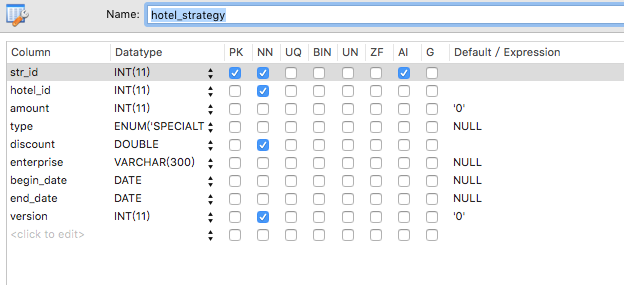 Name: hotel_strategy
Column Datatype PK NN UQ BIN UN ZF AI G Default / Expression
str_id INT(11)
hotel_id INT(11)
amount INT(11) '0'
type ENUM('SPECIALT NULL
discount DOUBLE
enterprise VARCHAR(300) NULL
begin_date DATE NULL
end_date DATE NULL
version INT(11) '0'
<click to edit>